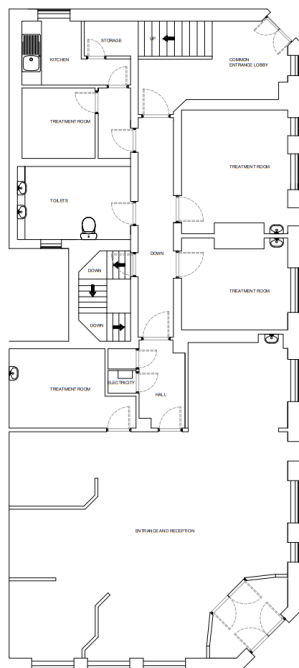 STORAGE
UP
KITCHEN
COMMON
ENTRANCE LOBBY
TREATMENT ROOM
TREATMENT ROOM
TOILETS
DOWN
DOWN
TREATMENT ROOM
DOWN
ELECTRICITY
TREATMENT ROOM
HALL
ENTRANCE AND RECEPTION